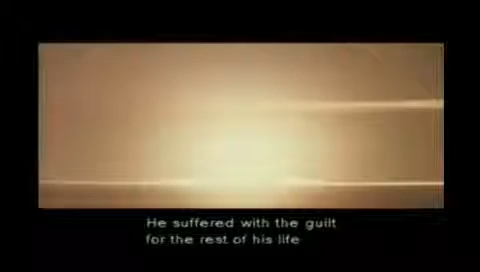 He suffered with the guilt
for the rest of his life